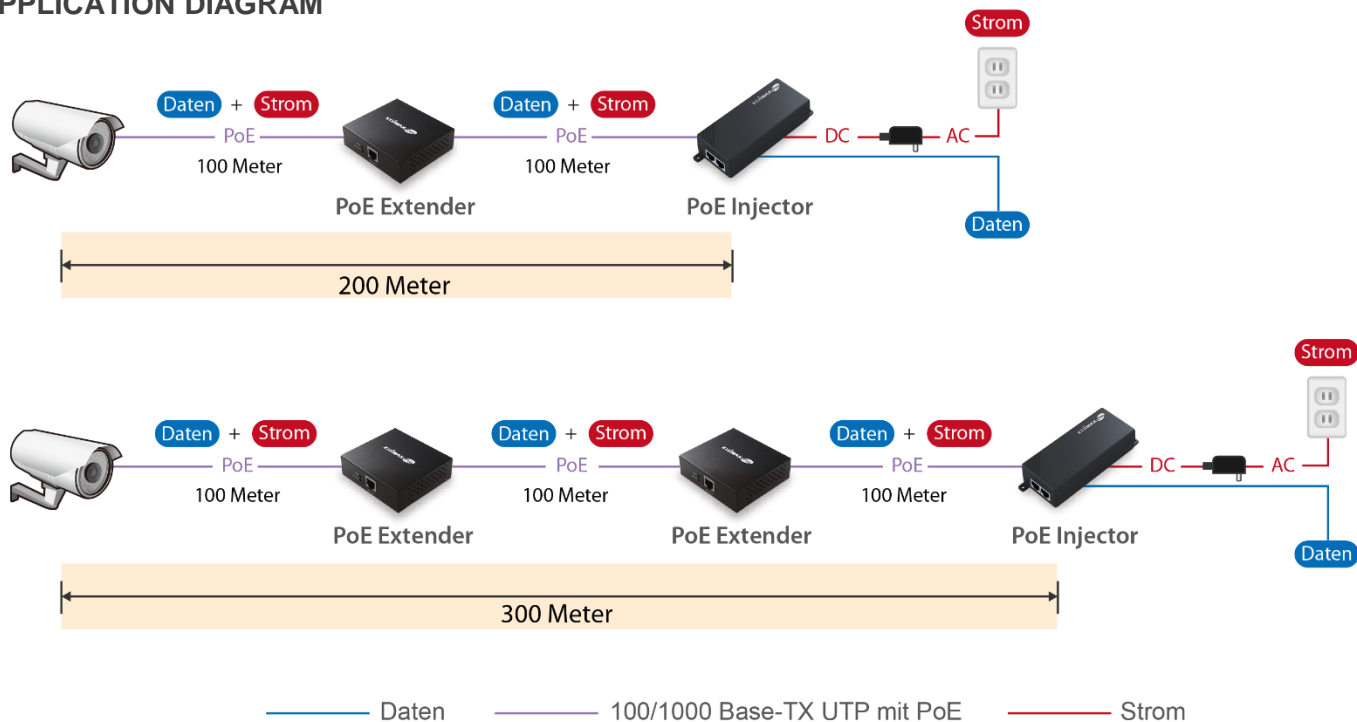 PPLICATION DIAGRAM
Strom
Daten + Strom Daten + Strom
PoE PoE DC AC
100 Meter 100 Meter
PoE Extender PoE Injector
Daten
200 Meter
Strom
Daten + Strom Daten + Strom Daten + Strom
PoE PoE PoE DC AC
100 Meter 100 Meter 100 Meter
PoE Extender PoE Extender PoE Injector
Daten
300 Meter
Daten 100/1000 Base-TX UTP mit PoE Strom